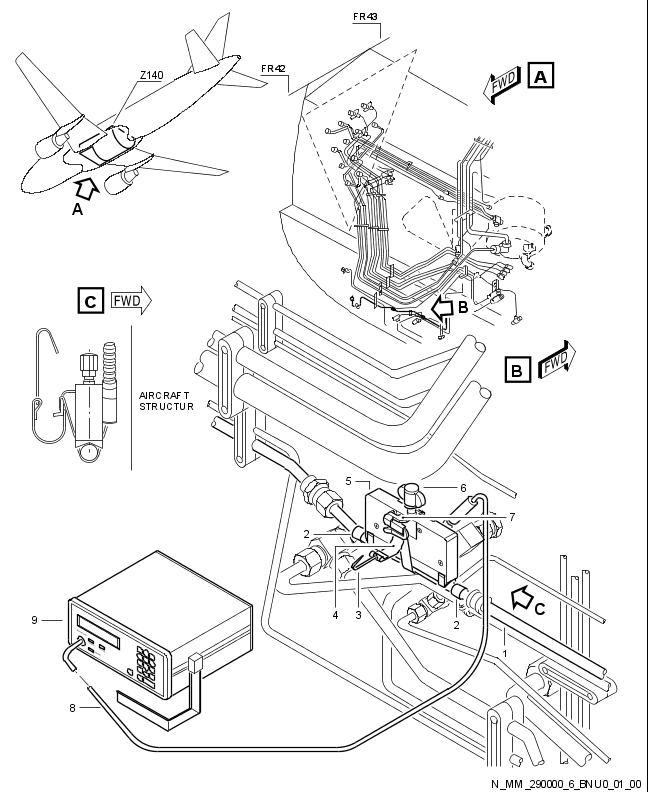 FR43
Z140
FR42
FWD A
A
C FWD
B
AIRCRAFT
STRUCTUR
B FWD
5
6
7
2
C
4
3
2
1
9
8
N_MM_290000_6_BNU0_01_00